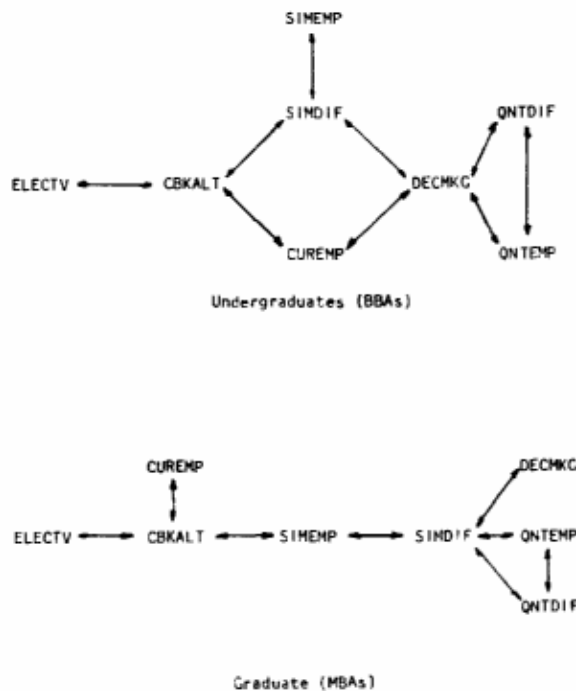 SIMEMP
SIMDIF QNTDIF
ELECTV CBKALT DECMKG
CUREMP QNTEMP
Undergraduates (BBAs)
CUREMP DECMKG
ELECTV CBKALT SIMEMP SIMDIF QNTEMP
QNTDIF
Graduate (MBAs)